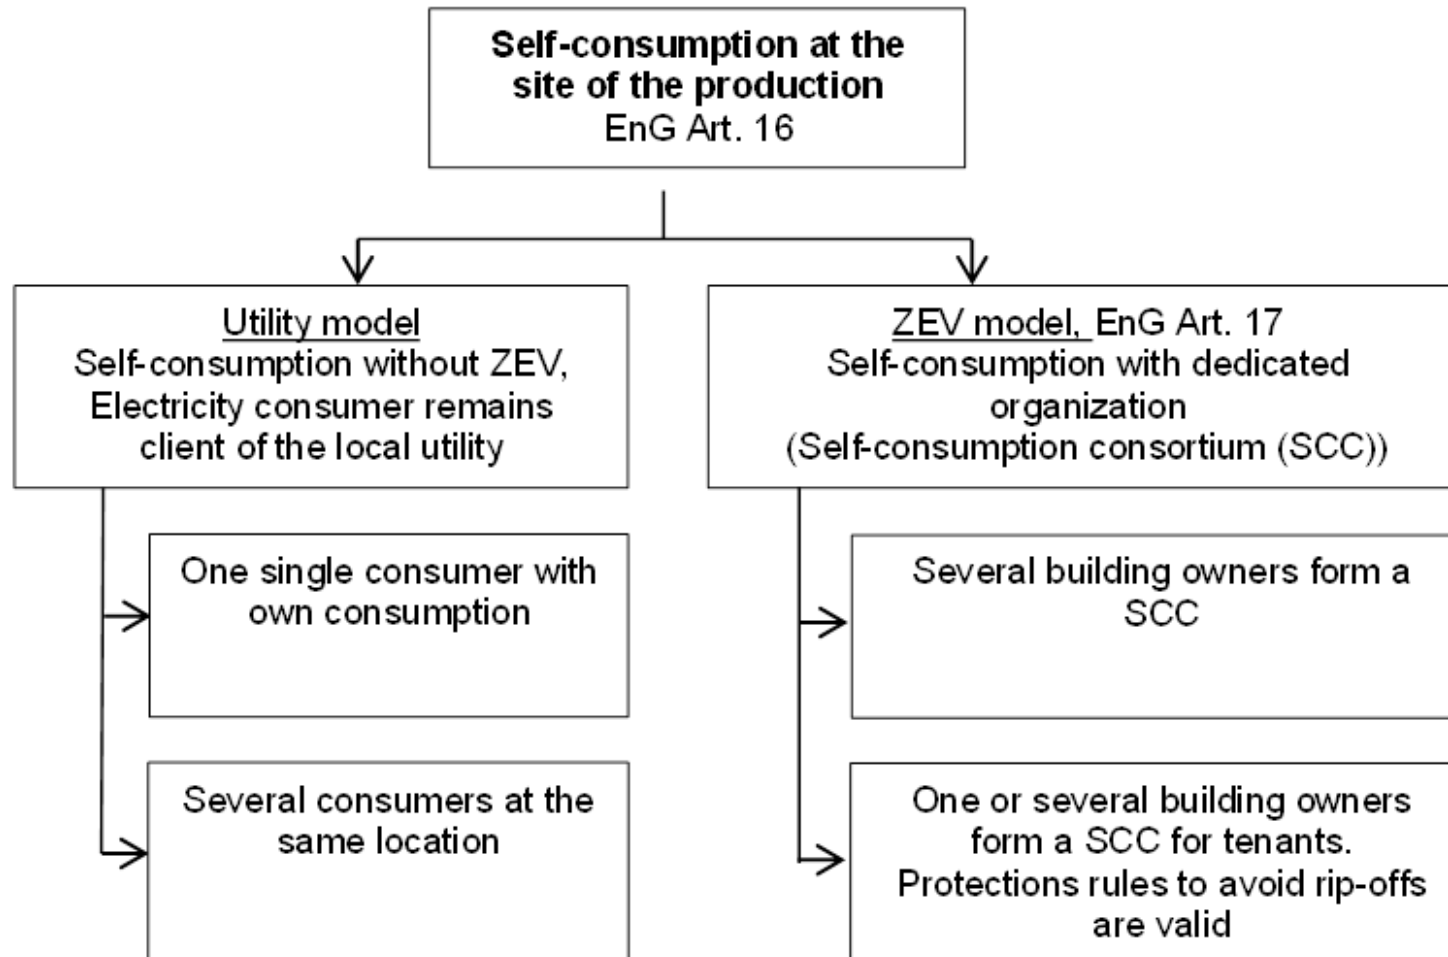 Self-consumption at the
site of the production
EnG Art. 16
Utility model
Self-consumption without ZEV,
Electricity consumer remains
client of the local utility
ZEV model, EnG Art. 17
Self-consumption with dedicated
organization
(Self-consumption consortium (SCC))
One single consumer with
own consumption
Several building owners form a
SCC
Several consumers at the
same location
One or several building owners
form a SCC for tenants.
Protections rules to avoid rip-offs
are valid